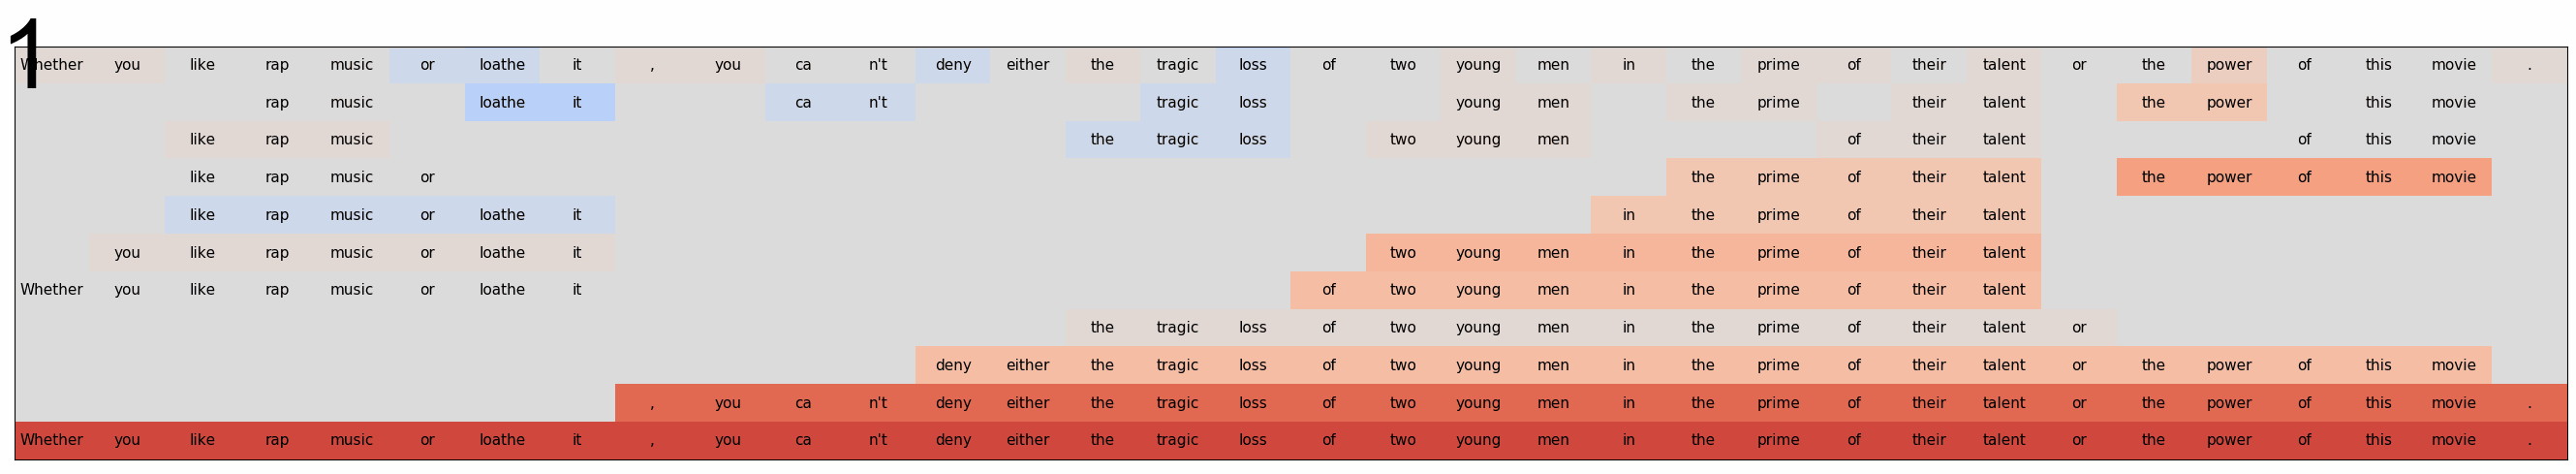 1
Whether you like rap music or loathe it , you ca n't deny either the tragic loss of two young men in the prime of their talent or the power of this movie .
rap music loathe it ca n't tragic loss young men the prime their talent the power this movie
like rap music the tragic loss two young men of their talent of this movie
like rap music or the prime of their talent the power of this movie
like rap music or loathe it in the prime of their talent
you like rap music or loathe it two young men in the prime of their talent
Whether you like rap music or loathe it of two young men in the prime of their talent
the tragic loss of two young men in the prime of their talent or
deny either the tragic loss of two young men in the prime of their talent or the power of this movie
, you ca n't deny either the tragic loss of two young men in the prime of their talent or the power of this movie .
Whether you like rap music or loathe it , you ca n't deny either the tragic loss of two young men in the prime of their talent or the power of this movie .